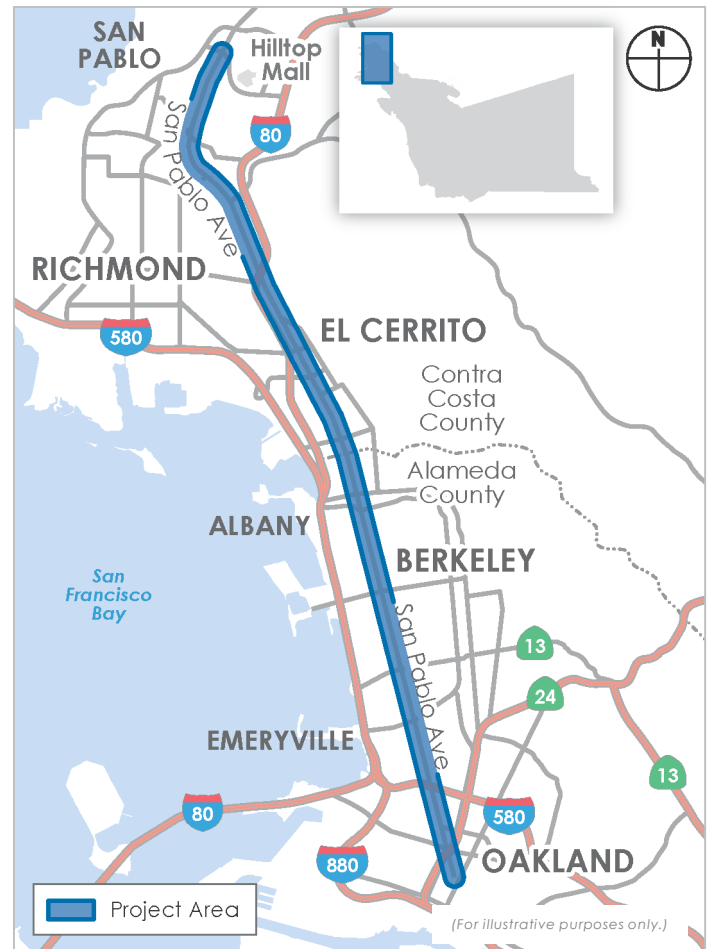 SAN
PABLO
Hilltop
Mall
N
80
San Pablo Ave
RICHMOND
580
EL CERRITO
Contra
Costa
County
Alameda
County
ALBANY
BERKELEY
San
Francisco
Bay
San Pablo Ave
13
24
EMERYVILLE
13
80
580
880
OAKLAND
Project Area
(For illustrative purposes only.)